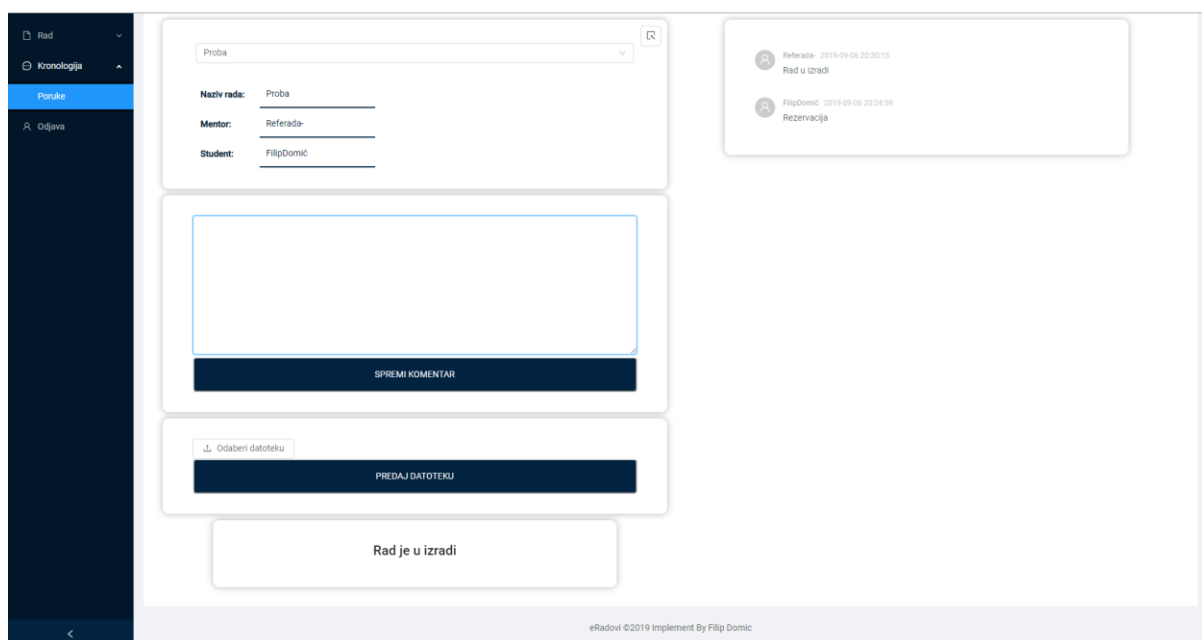 Rad
Kronologija
Poruke
Odjava
Proba
Naziv rada: Proba
Mentor: Referada-
Student: FilipDomić
SPREMI KOMENTAR
Odaberi datoteku
PREDAJ DATOTEKU
Rad je u izradi
Referada- 2019-09-06 20:30:15
Rad u izradi
FilipDomić 2019-09-06 20:24:59
Rezervacija
eRadovi ©2019 Implement By Filip Domic